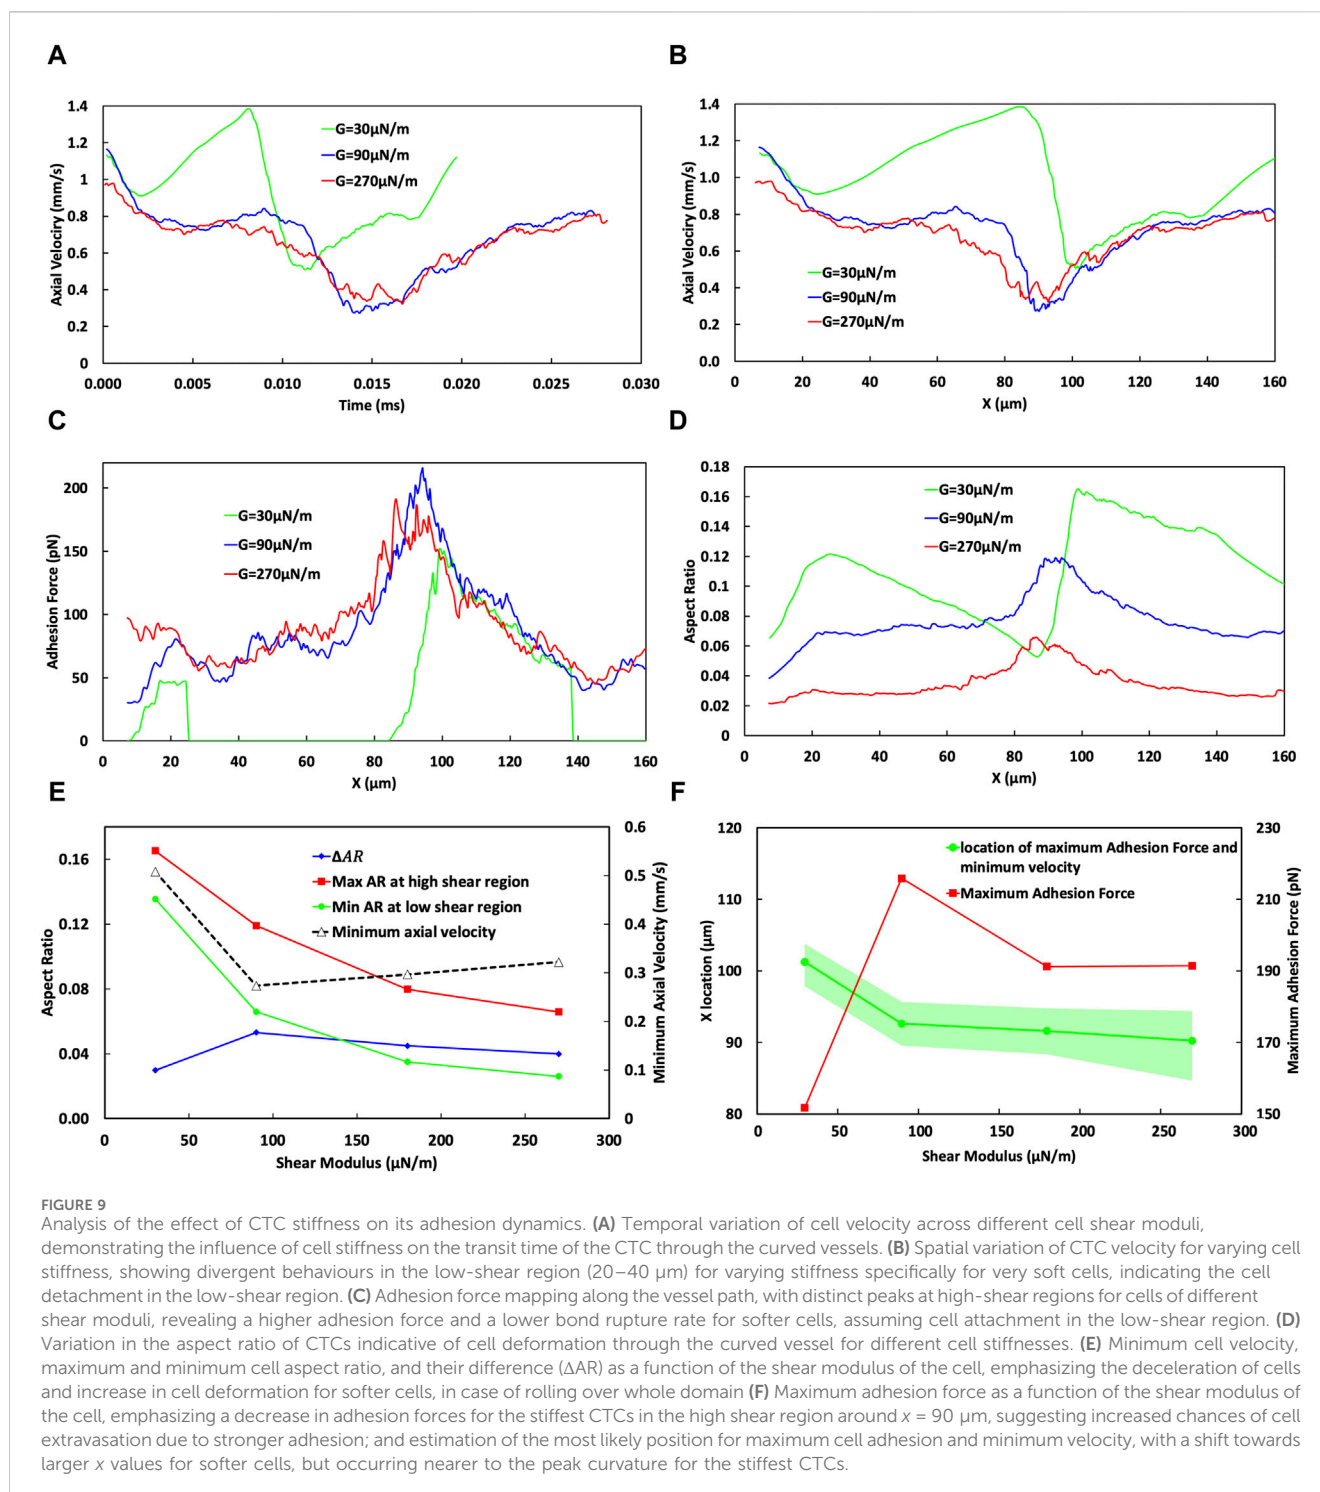 A
B
1.4
1.2
1.0
0.8
0.6
0.4
0.2
0
Axial Velociry (mm/s)
G=30µN/m
G=90µN/m
G=270µN/m
0.000 0.005 0.010 0.015 0.020 0.025 0.030
Time (ms)
1.4
1.2
1.0
0.8
0.6
0.4
0.2
0.0
Axial Velocity (mm/s)
G=30µN/m
G=90µN/m
G=270µN/m
0 20 40 60 80 100 120 140 160
X (µm)
C
D
200
150
100
50
0
Adhesion Force (pN)
G=30µN/m
G=90µN/m
G=270µN/m
0 20 40 60 80 100 120 140 160
X (µm)
0.18
0.16
0.14
0.12
0.1
0.08
0.06
0.04
0.02
0
Aspect Ratio
G=30µN/m
G=90µN/m
G=270µN/m
0 20 40 60 80 100 120 140 160
X (µm)
E
F
0.16
0.12
0.08
0.04
0.00
Aspect Ratio
ΔAR
Max AR at high shear region
Min AR at low shear region
Minimum axial velocity
0.6
0.5
0.4
0.3
0.2
0.1
0
Minimum Axial Velocity (mm/s)
0 50 100 150 200 250 300
Shear Modulus (µN/m)
120
110
100
90
80
X location (µm)
location of maximum Adhesion Force and
minimum velocity
Maximum Adhesion Force
230
210
190
170
150
Maximum Adhesion Force (pN)
0 50 100 150 200 250 300
Shear Modulus (µN/m)
FIGURE 9
Analysis of the effect of CTC stiffness on its adhesion dynamics. (A) Temporal variation of cell velocity across different cell shear moduli,
demonstrating the influence of cell stiffness on the transit time of the CTC through the curved vessels. (B) Spatial variation of CTC velocity for varying cell
stiffness, showing divergent behaviours in the low-shear region (20–40 µm) for varying stiffness specifically for very soft cells, indicating the cell
detachment in the low-shear region. (C) Adhesion force mapping along the vessel path, with distinct peaks at high-shear regions for cells of different
shear moduli, revealing a higher adhesion force and a lower bond rupture rate for softer cells, assuming cell attachment in the low-shear region. (D)
Variation in the aspect ratio of CTCs indicative of cell deformation through the curved vessel for different cell stiffnesses. (E) Minimum cell velocity,
maximum and minimum cell aspect ratio, and their difference (ΔAR) as a function of the shear modulus of the cell, emphasizing the deceleration of cells
and increase in cell deformation for softer cells, in case of rolling over whole domain (F) Maximum adhesion force as a function of the shear modulus of
the cell, emphasizing a decrease in adhesion forces for the stiffest CTCs in the high shear region around x = 90 µm, suggesting increased chances of cell
extravasation due to stronger adhesion; and estimation of the most likely position for maximum cell adhesion and minimum velocity, with a shift towards
larger x values for softer cells, but occurring nearer to the peak curvature for the stiffest CTCs.